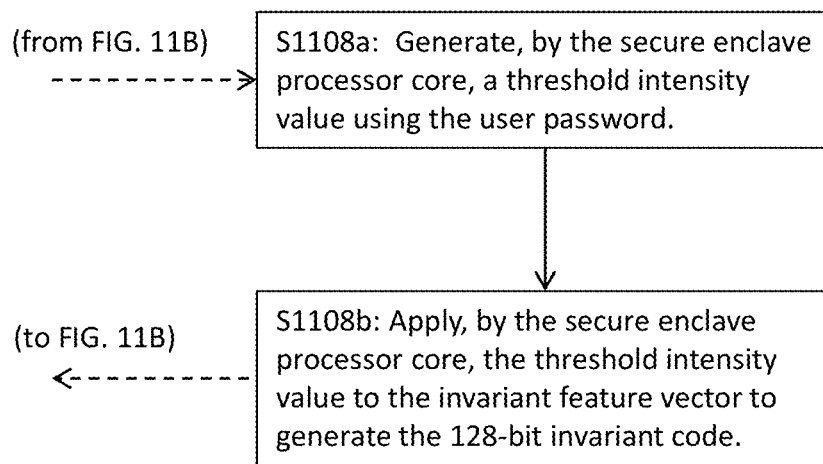 (from FIG. 11B)
S1108a: Generate, by the secure enclave
processor core, a threshold intensity
value using the user password.
(to FIG. 11B)
S1108b: Apply, by the secure enclave
processor core, the threshold intensity
value to the invariant feature vector to
generate the 128-bit invariant code.